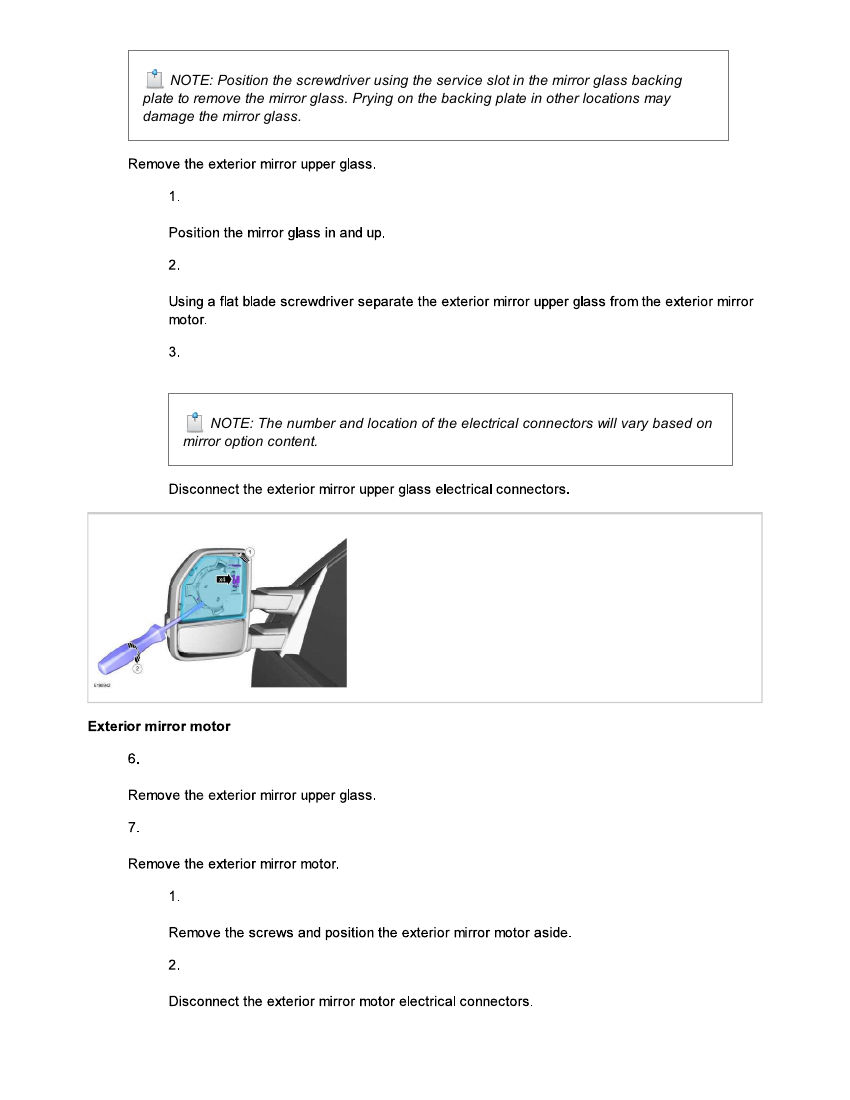 NOTE: Position the screwdriver using the service slot in the mirror glass backing
plate to remove the mirror glass. Prying on the backing plate in other locations may
damage the mirror glass.
Remove the exterior mirror upper glass.
1.
Position the mirror glass in and up.
2.
Using a flat blade screwdriver separate the exterior mirror upper glass from the exterior mirror
motor.
3.
NOTE: The number and location of the electrical connectors will vary based on
mirror option content.
Disconnect the exterior mirror upper glass electrical connectors.
1
x4
2
Exterior mirror motor
6.
Remove the exterior mirror upper glass.
7.
Remove the exterior mirror motor.
1.
Remove the screws and position the exterior mirror motor aside.
2.
Disconnect the exterior mirror motor electrical connectors.